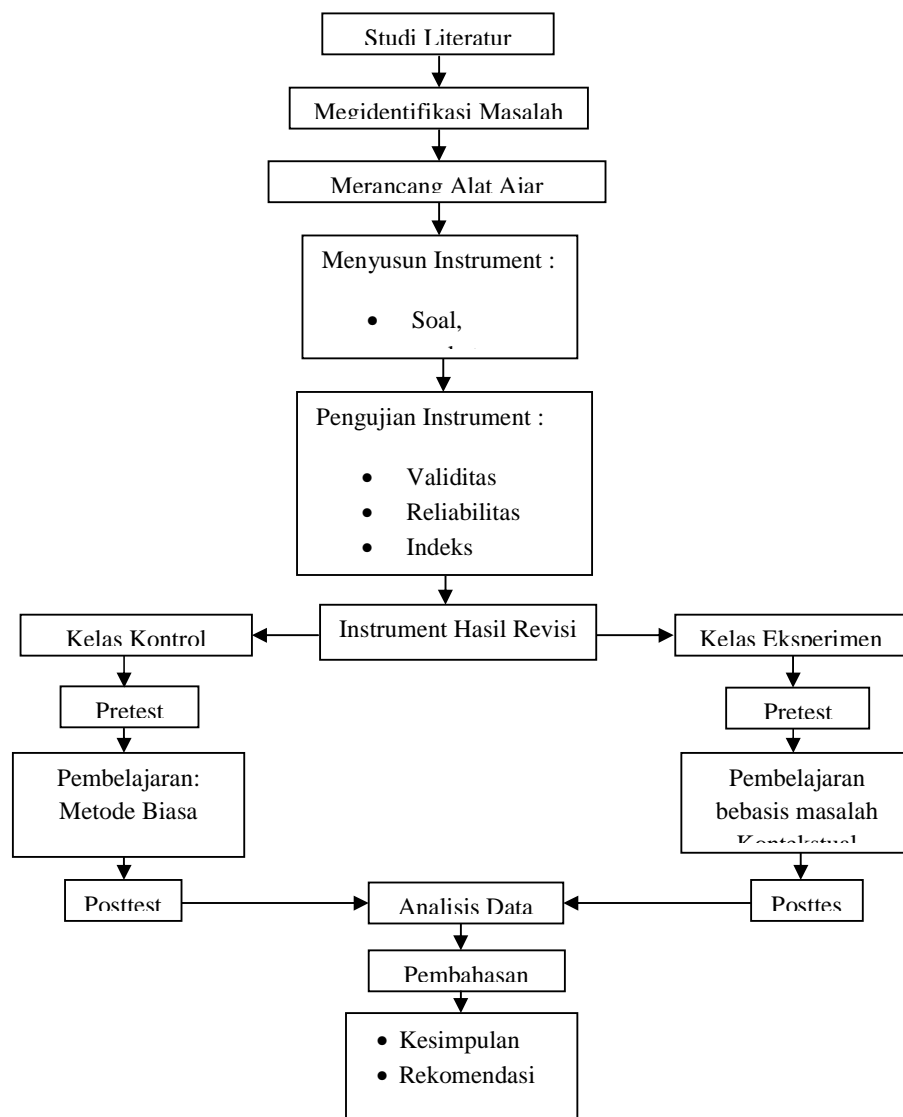 Studi Literatur
Megidentifikasi Masalah
Merancang Alat Ajar
Menyusun Instrument :
• Soal,
Pengujian Instrument :
• Validitas
• Reliabilitas
• Indeks
Instrument Hasil Revisi
Kelas Kontrol
Kelas Eksperimen
Pretest
Pretest
Pembelajaran:
Metode Biasa
Pembelajaran
bebasis masalah
Kontekstual
Posttest
Analisis Data
Posttes
Pembahasan
• Kesimpulan
• Rekomendasi